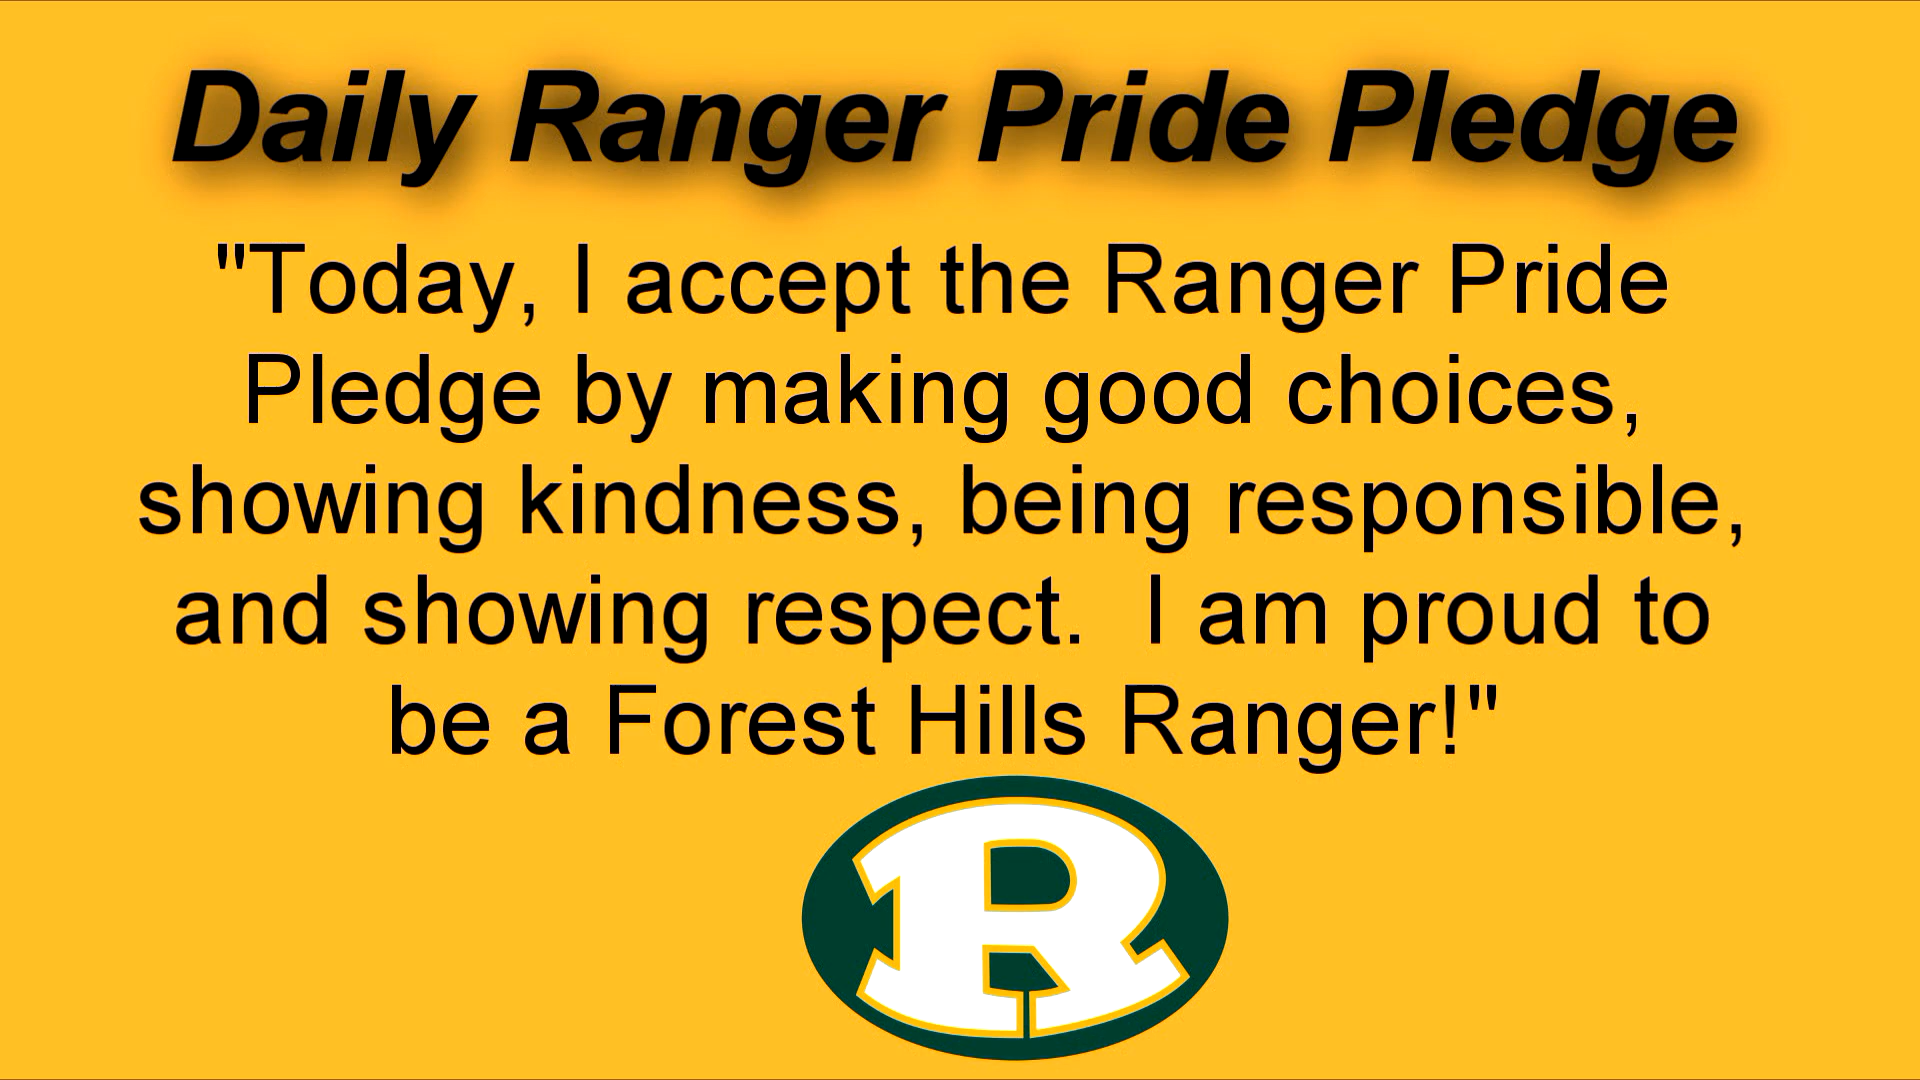 Daily Ranger Pride Pledge
"Today, I accept the Ranger Pride
Pledge by making good choices,
showing kindness, being responsible,
and showing respect.  I am proud to
be a Forest Hills Ranger!"
R